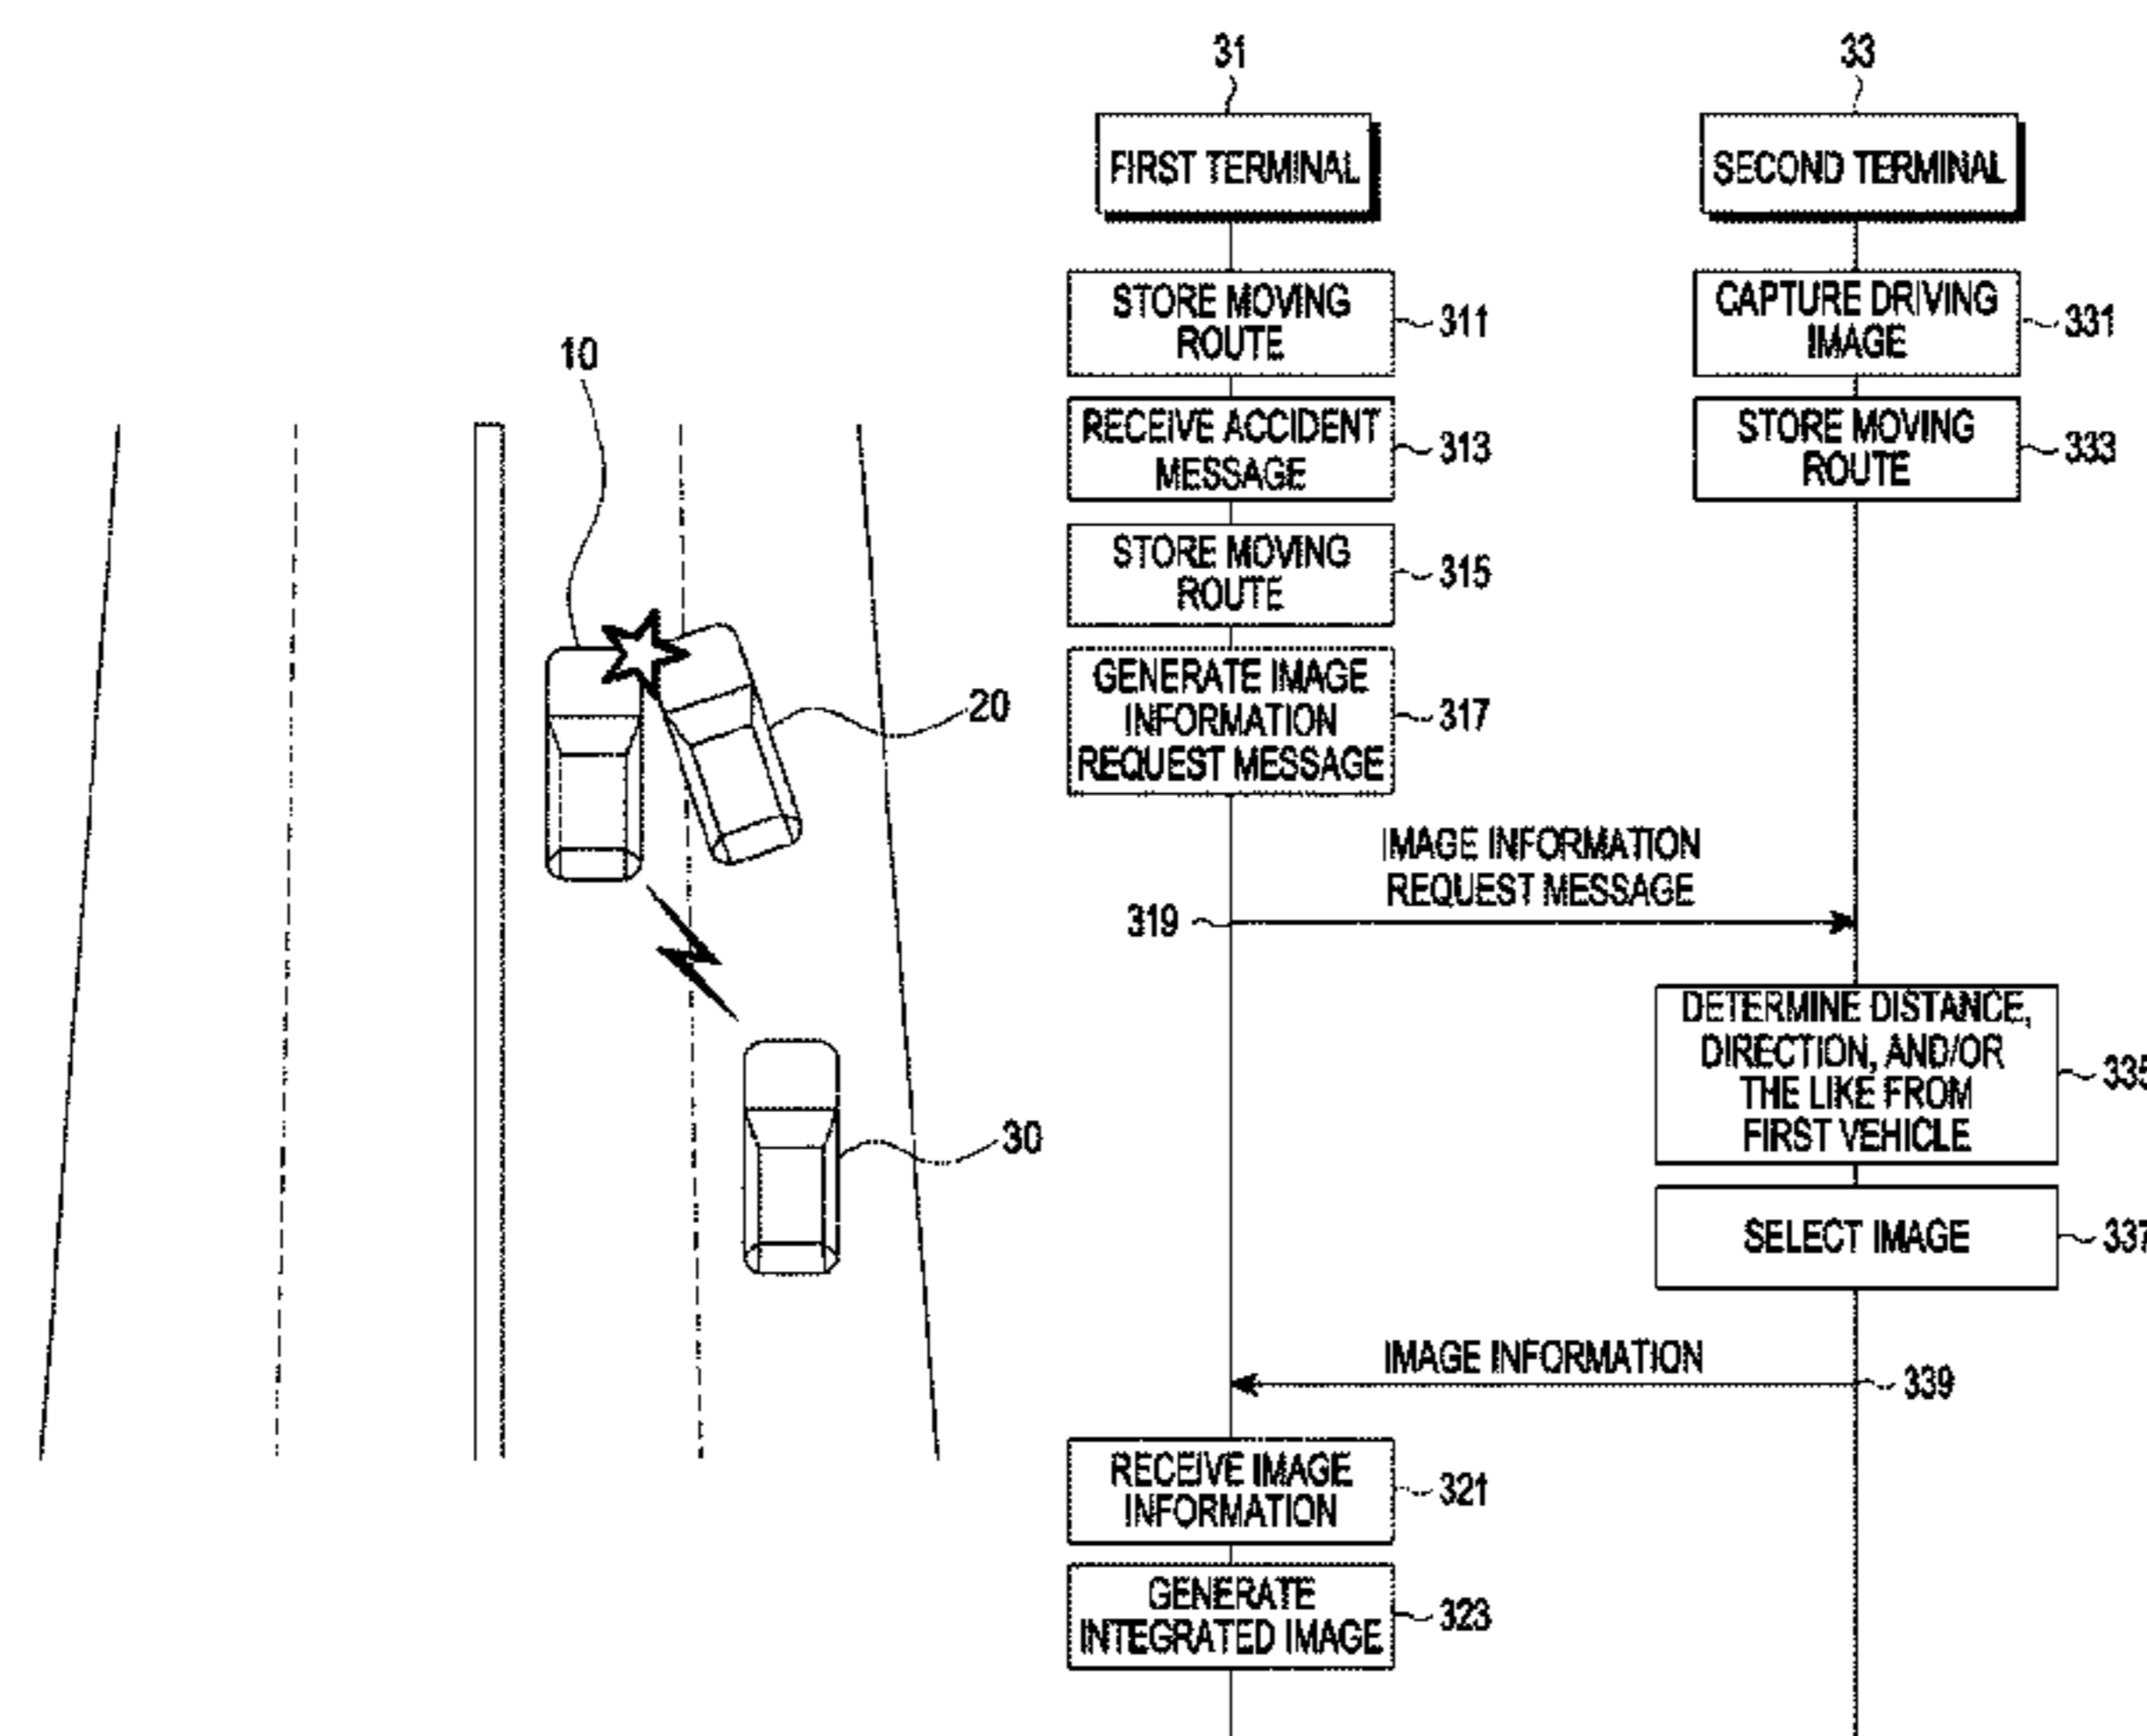 10
20
30
31
33
FIRST TERMINAL
SECOND TERMINAL
STORE MOVING
ROUTE
311
CAPTURE DRIVING
IMAGE
331
RECEIVE ACCIDENT
MESSAGE
313
STORE MOVING
ROUTE
333
STORE MOVING
ROUTE
315
GENERATE IMAGE
INFORMATION
REQUEST MESSAGE
317
IMAGE INFORMATION
REQUEST MESSAGE
319
DETERMINE DISTANCE,
DIRECTION, AND/OR
THE LIKE FROM
FIRST VEHICLE
335
SELECT IMAGE
337
IMAGE INFORMATION
339
RECEIVE IMAGE
INFORMATION
321
GENERATE
INTEGRATED IMAGE
323